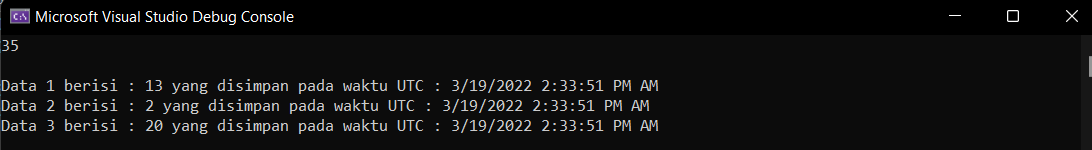 Microsoft Visual Studio Debug Console
35
Data 1 berisi : 13 yang disimpan pada waktu UTC : 3/19/2022 2:33:51 PM AM
Data 2 berisi : 2 yang disimpan pada waktu UTC : 3/19/2022 2:33:51 PM AM
Data 3 berisi : 20 yang disimpan pada waktu UTC : 3/19/2022 2:33:51 PM AM